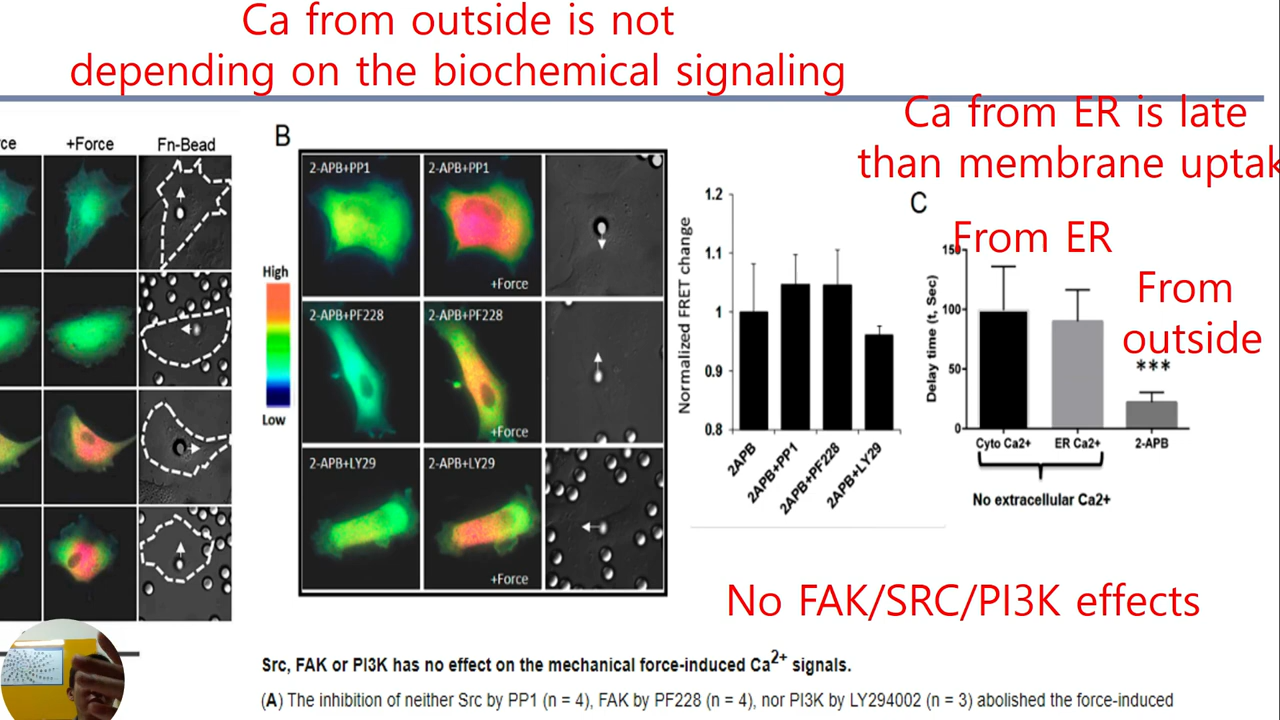 Ca from outside is not
depending on the biochemical signaling
Ca from ER is late
than membrane uptak
+Force
Fn-Bead
B
2-APB+PP1
2-APB+PP1
+Force
2-APB+PF228
2-APB+PF228
+Force
2-APB+LY29
2-APB+LY29
+Force
High
Low
Normalized FRET change
1.2
1.1
1
0.9
0.8
2APB
2APB+PP1
2APB+PF228
2APB+LY29
C
From ER
From
outside
***
Delay time (t, Sec)
150
100
50
0
Cyto Ca2+
ER Ca2+
2-APB
No extracellular Ca2+
No FAK/SRC/PI3K effects
Src, FAK or PI3K has no effect on the mechanical force-induced Ca2+ signals.
(A) The inhibition of neither Src by PP1 (n = 4), FAK by PF228 (n = 4), nor PI3K by LY294002 (n = 3) abolished the force-induced